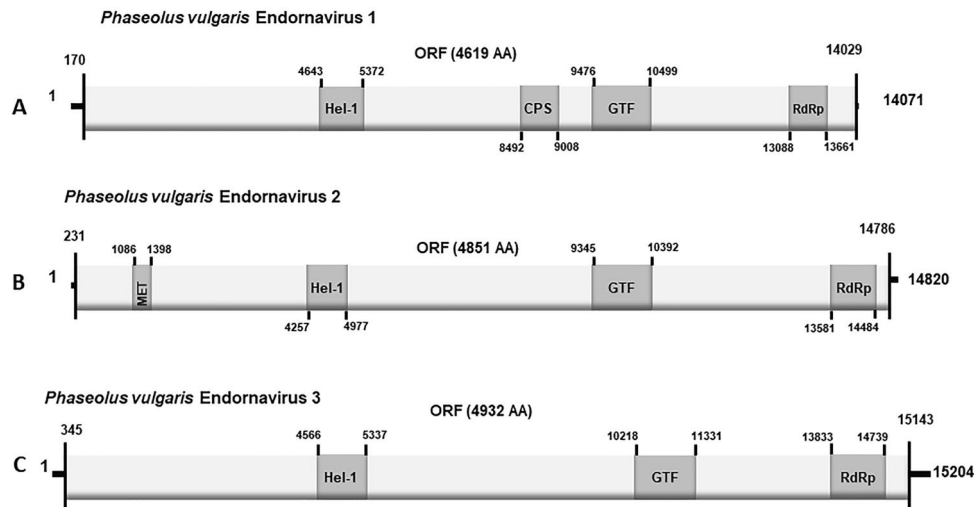 Phaseolus vulgaris Endornavirus 1
170
ORF (4619 AA)
14029
4643 5372 9476 10499
A 1 Hel-1 CPS GTF RdRp 14071
8492 9008 13088 13661
Phaseolus vulgaris Endornavirus 2
231
ORF (4851 AA)
14786
1086 1398 9345 10392
B 1 MET Hel-1 GTF RdRp 14820
4257 4977 13581 14484
Phaseolus vulgaris Endornavirus 3
345
ORF (4932 AA)
15143
4566 5337 10218 11331 13833 14739
C 1 Hel-1 GTF RdRp 15204